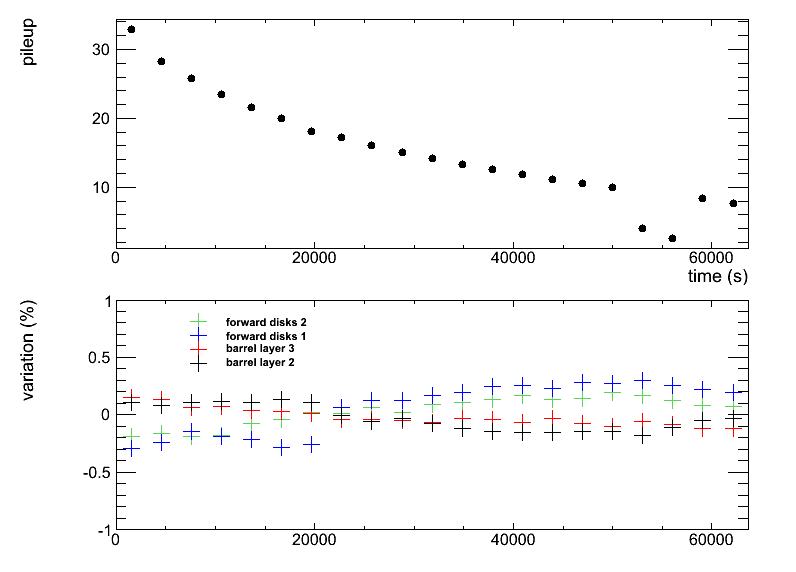 pileup
30
20
10
0 20000 40000 60000
time (s)
variation (%)
1
0.5
0
-0.5
-1
forward disks 2
forward disks 1
barrel layer 3
barrel layer 2
0 20000 40000 60000